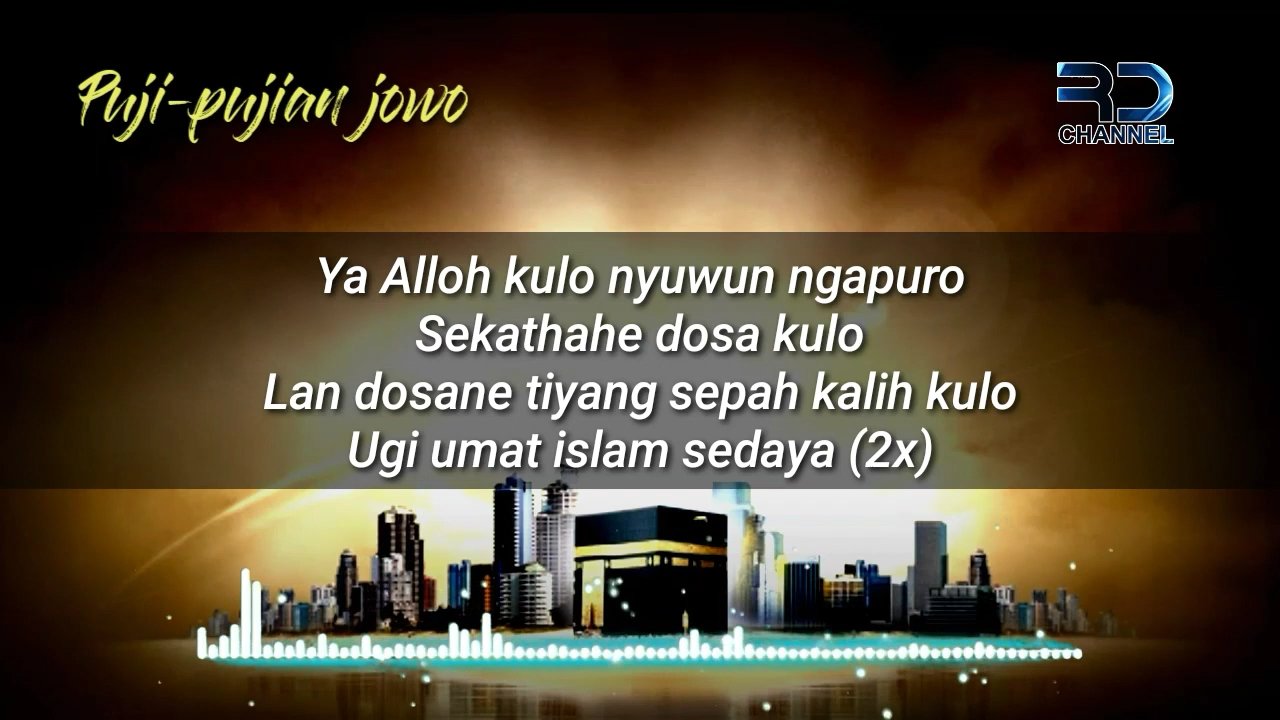 Puji-pujian jowo
RD
CHANNEL
Ya Alloh kulo nyuwun ngapuro
Sekathahe dosa kulo
Lan dosane tiyang sepah kalih kulo
Ugi umat islam sedaya (2x)